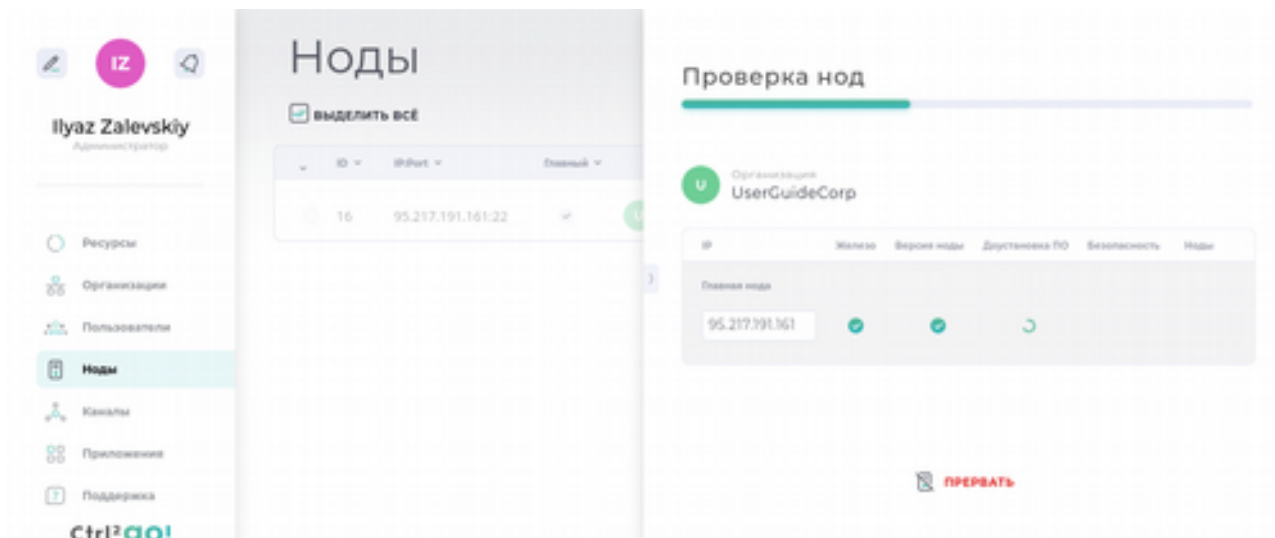 IZ
Ilyaz Zalevskiy
Администратор
Ресурсы
Организации
Пользователи
Ноды
Каналы
Приложения
Поддержка
Ctrl²go!
Ноды
ВЫДЕЛИТЬ ВСЁ
ID IP:Port Главный
16 95.217.191.161:22 U
Проверка нод
U
Организация
UserGuideCorp
IP Железо Версия ноды Доустановка ПО Безопасность Ноды
Главная нода
95.217.191.161
ПРЕРВАТЬ